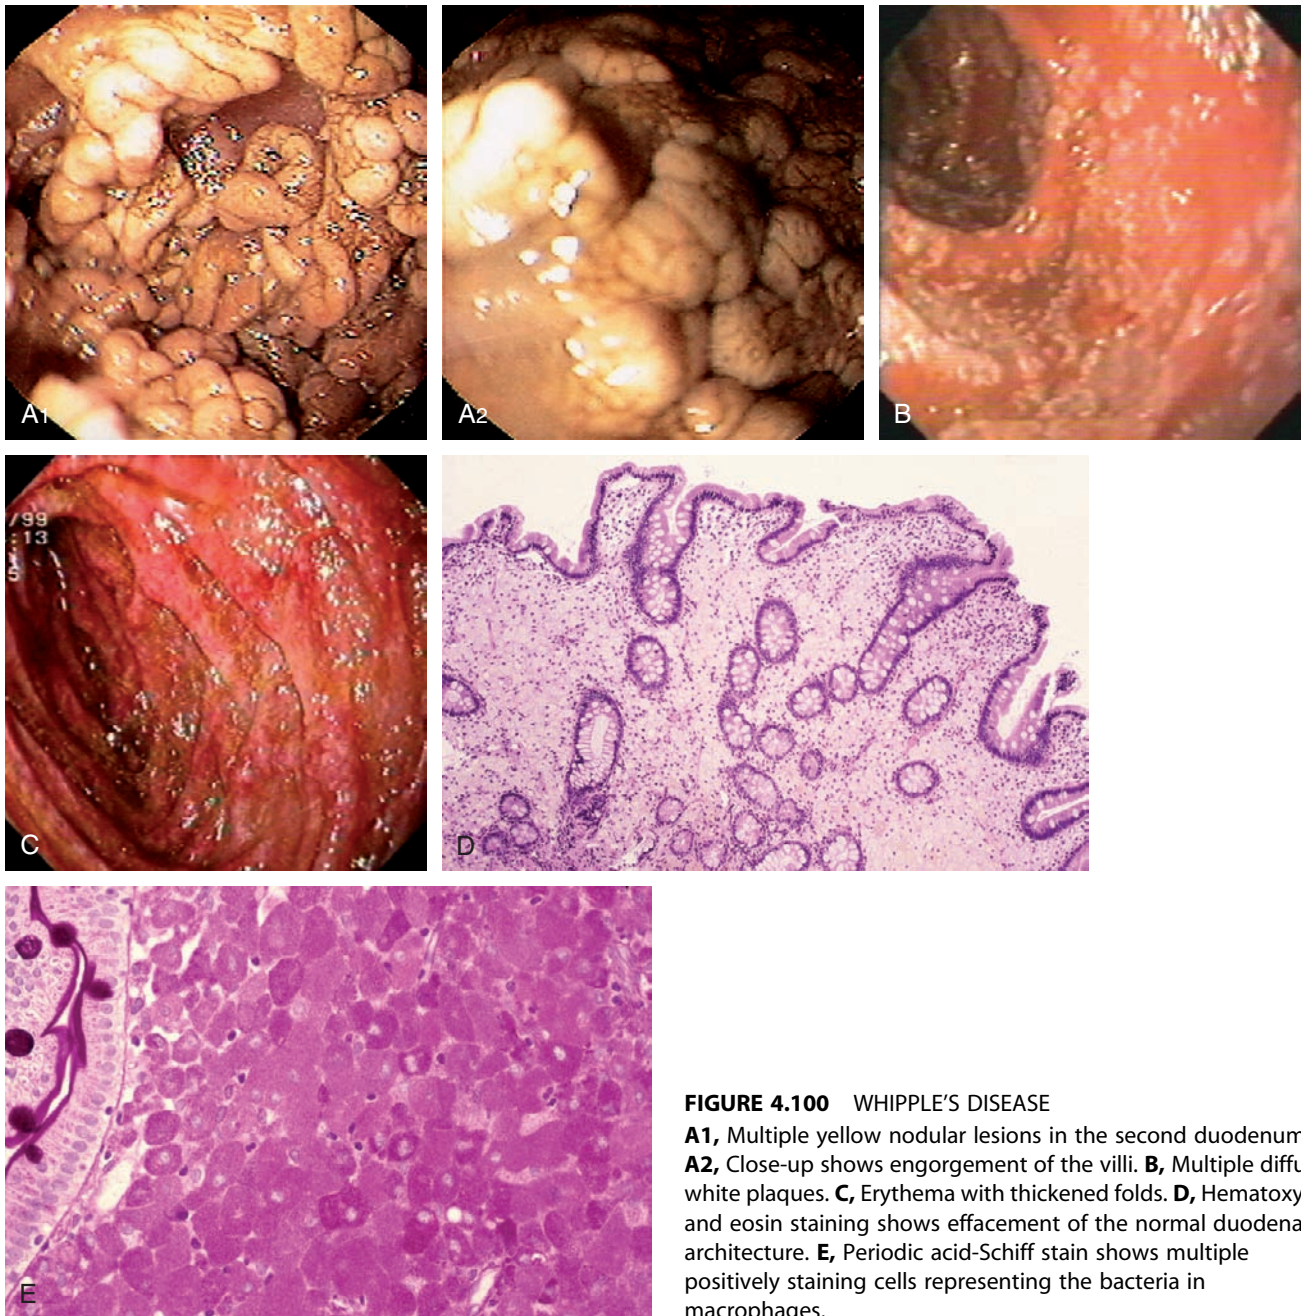 A1
A2
B
/99
:13
5
C
D
E
FIGURE 4.100 WHIPPLE'S DISEASE
A1, Multiple yellow nodular lesions in the second duodenum
A2, Close-up shows engorgement of the villi. B, Multiple diffu
white plaques. C, Erythema with thickened folds. D, Hematoxy
and eosin staining shows effacement of the normal duodena
architecture. E, Periodic acid-Schiff stain shows multiple
positively staining cells representing the bacteria in
macrophages.